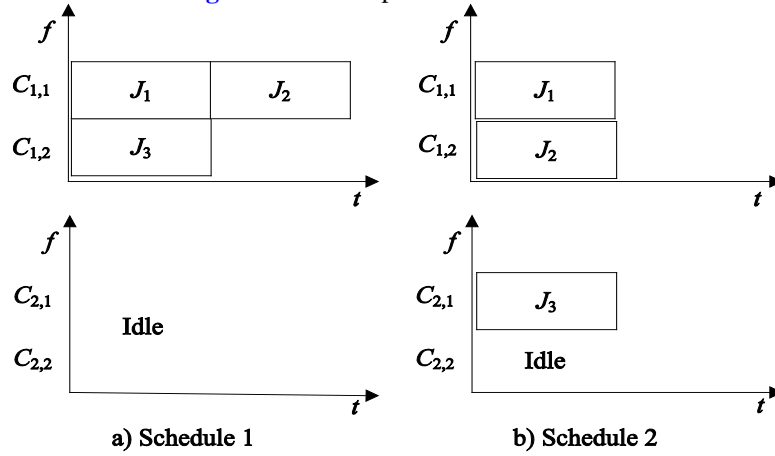 f
C1,1
J1
J2
C1,2
J3
t
f
C1,1
J1
C1,2
J2
t
f
C2,1
Idle
C2,2
t
a) Schedule 1
f
C2,1
J3
C2,2
Idle
t
b) Schedule 2